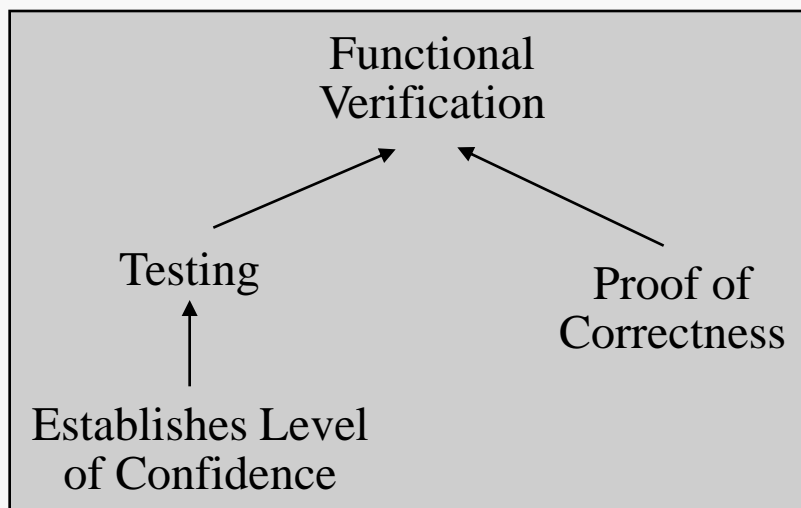 Functional
Verification
Testing
Proof of
Correctness
Establishes Level
of Confidence